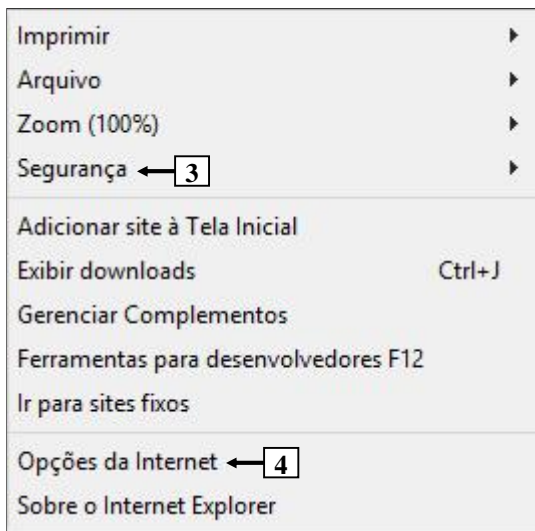 Imprimir
Arquivo
Zoom (100%)
Segurança 3
Adicionar site à Tela Inicial
Exibir downloads Ctrl+J
Gerenciar Complementos
Ferramentas para desenvolvedores F12
Ir para sites fixos
Opções da Internet 4
Sobre o Internet Explorer